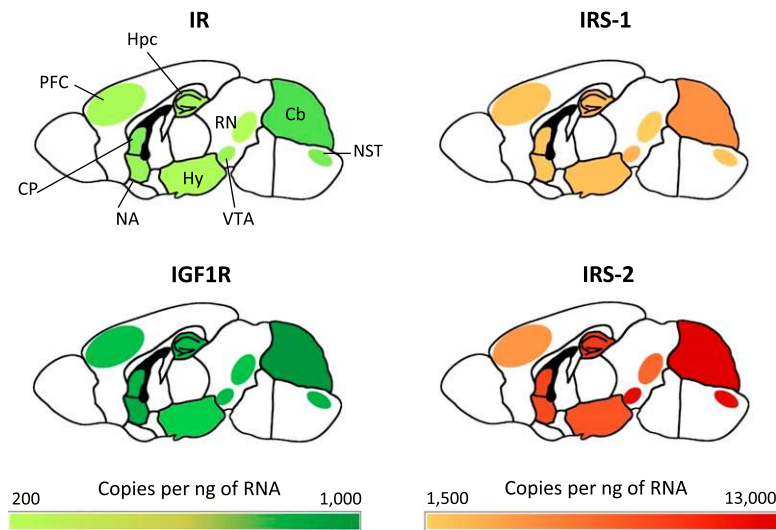 IR
IRS-1
Hpc
PFC
RN
Cb
NST
CP
NA
Hy
VTA
IGF1R
IRS-2
Copies per ng of RNA
200
1,000
Copies per ng of RNA
1,500
13,000